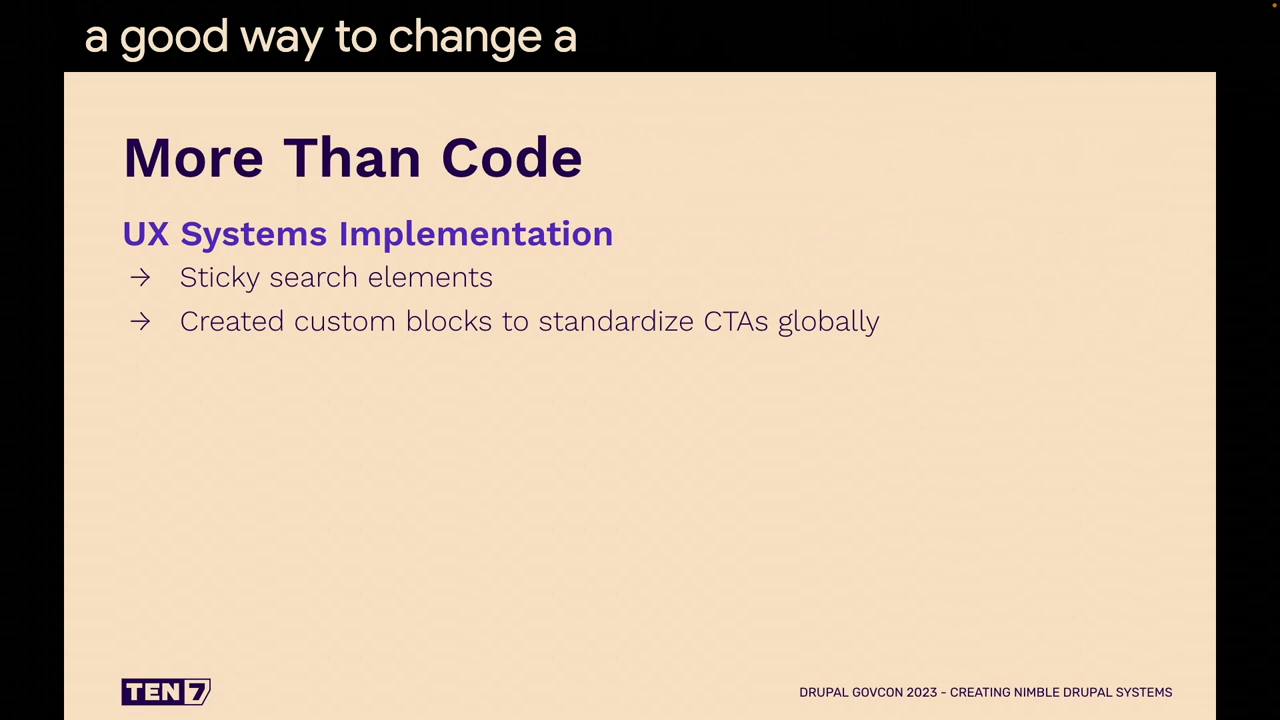 a good way to change a
More Than Code
UX Systems Implementation
→ Sticky search elements
→ Created custom blocks to standardize CTAs globally
TEN7
DRUPAL GOVCON 2023 - CREATING NIMBLE DRUPAL SYSTEMS